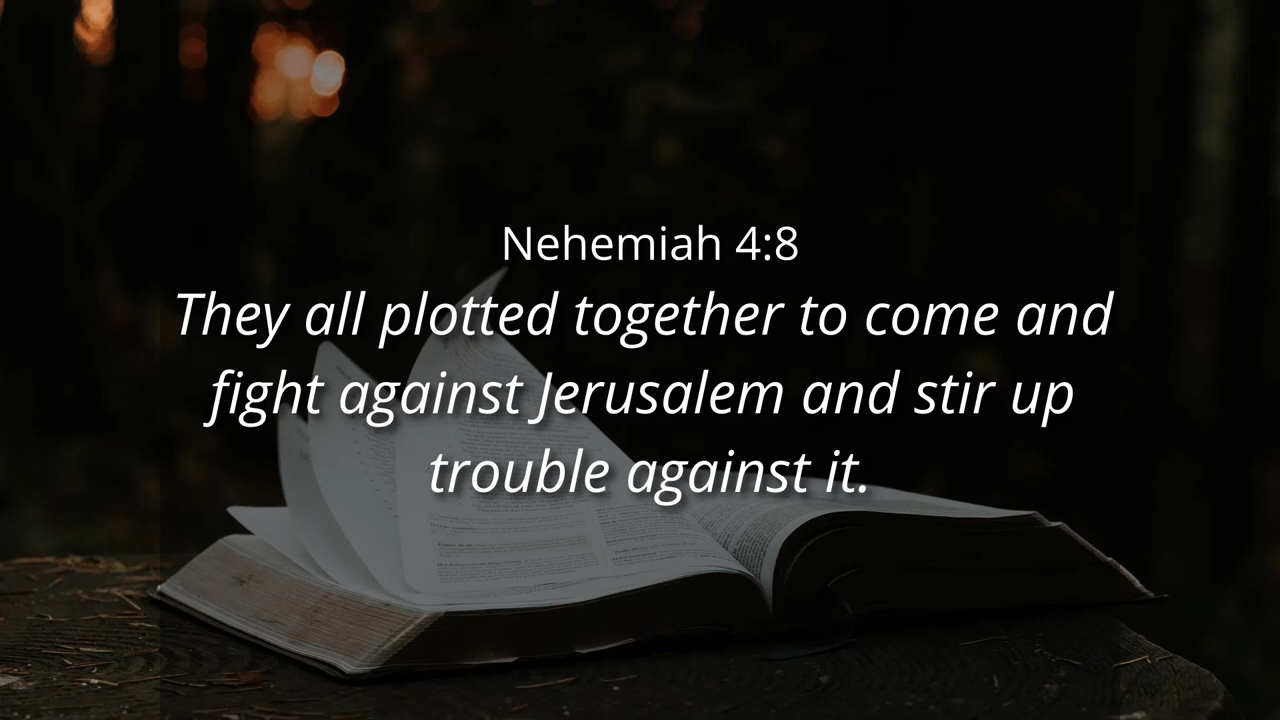 Nehemiah 4:8
They all plotted together to come and
fight against Jerusalem and stir up
trouble against it.